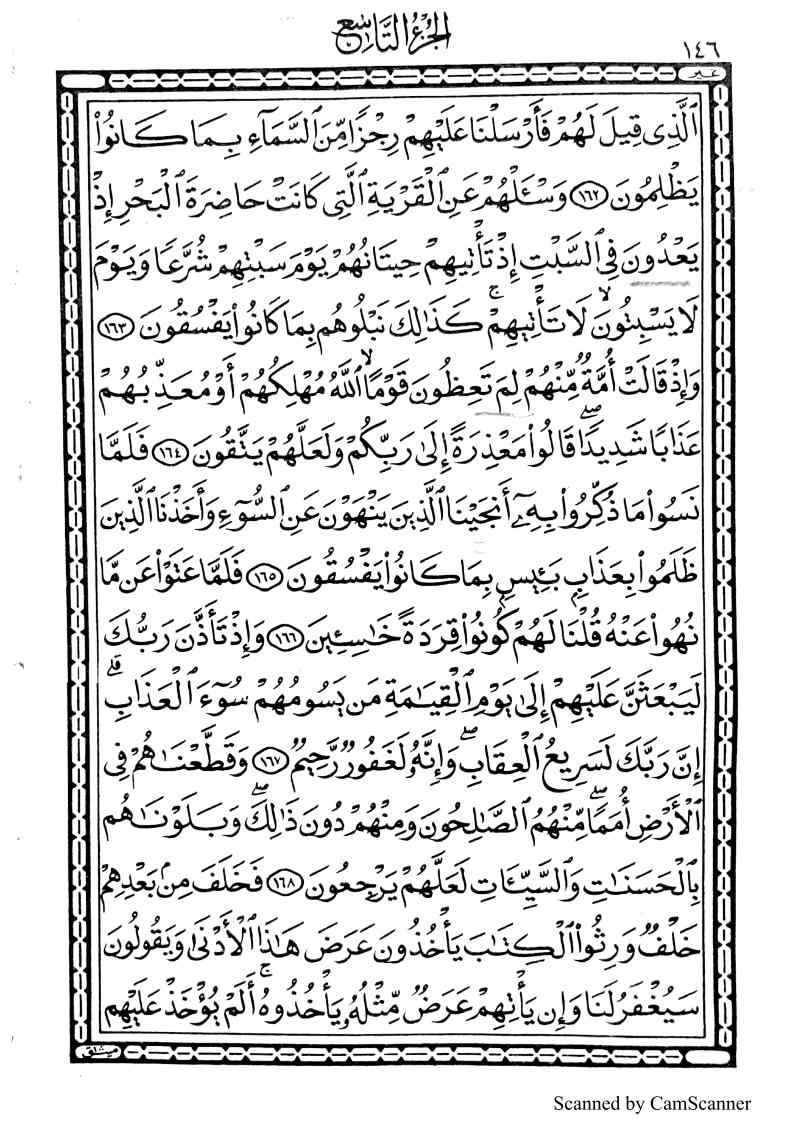 ١٤٦
الجزء التاسع
عبر
ٱلَّذِى قِيلَ لَهُمْ فَأَرْسَلْنَا عَلَيْهِمْ رِجْزًا مِّنَ ٱلسَّمَآءِ بِمَا كَانُوا۟
يَظْلِمُونَ ١٦٢ وَسْـَٔلْهُمْ عَنِ ٱلْقَرْيَةِ ٱلَّتِى كَانَتْ حَاضِرَةَ ٱلْبَحْرِ إِذْ
يَعْدُونَ فِى ٱلسَّبْتِ إِذْ تَأْتِيهِمْ حِيتَانُهُمْ يَوْمَ سَبْتِهِمْ شُرَّعًا وَيَوْمَ
لَا يَسْبِتُونَ ۙ لَا تَأْتِيهِمْ ۚ كَذَٰلِكَ نَبْلُوهُم بِمَا كَانُوا۟ يَفْسُقُونَ ١٦٣
وَإِذْ قَالَتْ أُمَّةٌ مِّنْهُمْ لِمَ تَعِظُونَ قَوْمًا ۙ ٱللَّهُ مُهْلِكُهُمْ أَوْ مُعَذِّبُهُمْ
عَذَابًا شَدِيدًا ۖ قَالُوا۟ مَعْذِرَةً إِلَىٰ رَبِّكُمْ وَلَعَلَّهُمْ يَتَّقُونَ ١٦٤ فَلَمَّا
نَسُوا۟ مَا ذُكِّرُوا۟ بِهِۦٓ أَنجَيْنَا ٱلَّذِينَ يَنْهَوْنَ عَنِ ٱلسُّوٓءِ وَأَخَذْنَا ٱلَّذِينَ
ظَلَمُوا۟ بِعَذَابٍۭ بَـِٔيسٍۭ بِمَا كَانُوا۟ يَفْسُقُونَ ١٦٥ فَلَمَّا عَتَوْا۟ عَن مَّا
نُهُوا۟ عَنْهُ قُلْنَا لَهُمْ كُونُوا۟ قِرَدَةً خَـٰسِـِٔينَ ١٦٦ وَإِذْ تَأَذَّنَ رَبُّكَ
لَيَبْعَثَنَّ عَلَيْهِمْ إِلَىٰ يَوْمِ ٱلْقِيَـٰمَةِ مَن يَسُومُهُمْ سُوٓءَ ٱلْعَذَابِ ۗ
إِنَّ رَبَّكَ لَسَرِيعُ ٱلْعِقَابِ ۖ وَإِنَّهُۥ لَغَفُورٌ رَّحِيمٌ ١٦٧ وَقَطَّعْنَـٰهُمْ فِى
ٱلْأَرْضِ أُمَمًا ۖ مِّنْهُمُ ٱلصَّـٰلِحُونَ وَمِنْهُمْ دُونَ ذَٰلِكَ ۖ وَبَلَوْنَـٰهُم
بِٱلْحَسَنَـٰتِ وَٱلسَّيِّـَٔاتِ لَعَلَّهُمْ يَرْجِعُونَ ١٦٨ فَخَلَفَ مِنۢ بَعْدِهِمْ
خَلْفٌ وَرِثُوا۟ ٱلْكِتَـٰبَ يَأْخُذُونَ عَرَضَ هَـٰذَا ٱلْأَدْنَىٰ وَيَقُولُونَ
سَيُغْفَرُ لَنَا وَإِن يَأْتِهِمْ عَرَضٌ مِّثْلُهُۥ يَأْخُذُوهُ ۚ أَلَمْ يُؤْخَذْ عَلَيْهِم
ميثاق
Scanned by CamScanner